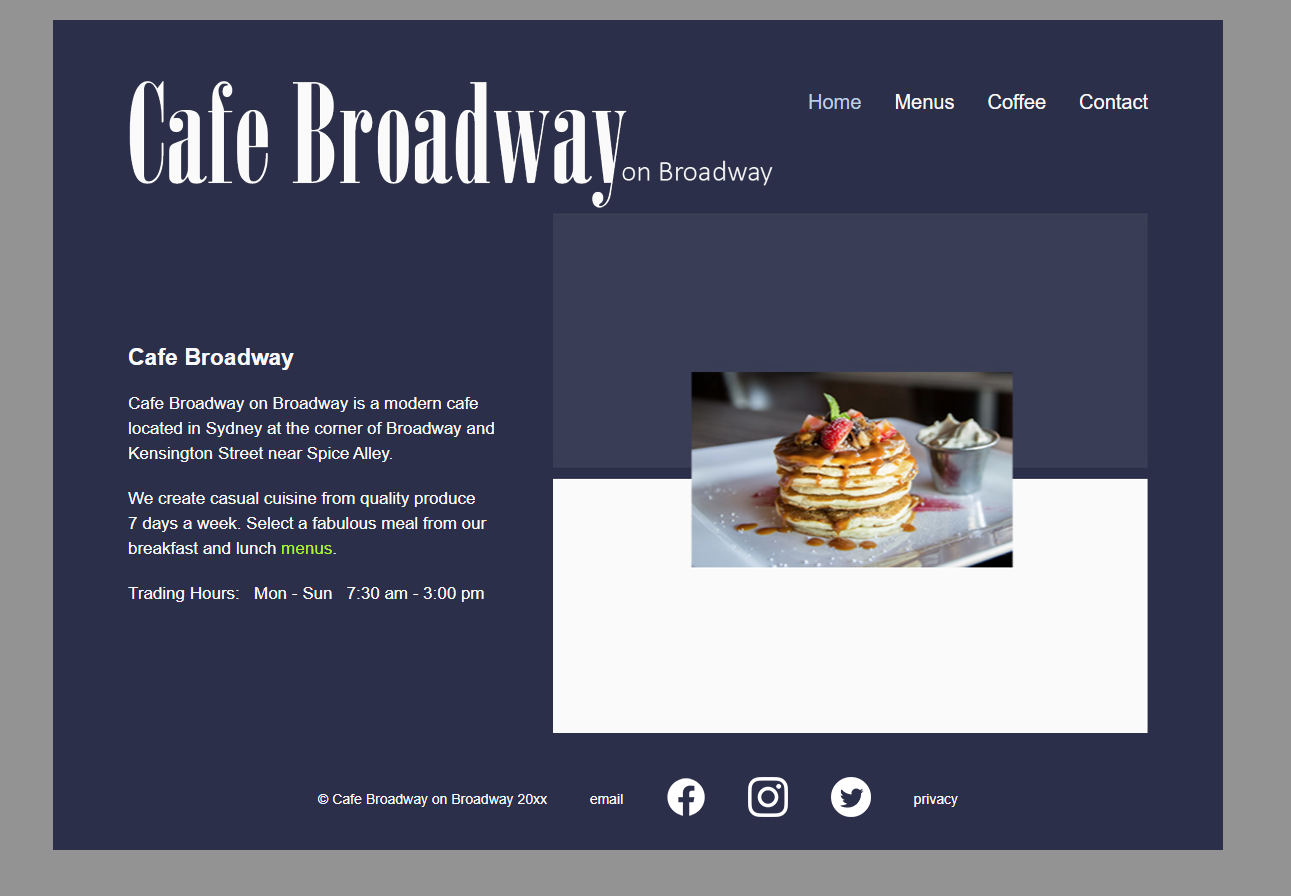 Cafe Broadway on Broadway
Home Menus Coffee Contact
Cafe Broadway
Cafe Broadway on Broadway is a modern cafe
located in Sydney at the corner of Broadway and
Kensington Street near Spice Alley.
We create casual cuisine from quality produce
7 days a week. Select a fabulous meal from our
breakfast and lunch menus.
Trading Hours: Mon - Sun 7:30 am - 3:00 pm
© Cafe Broadway on Broadway 20xx email privacy